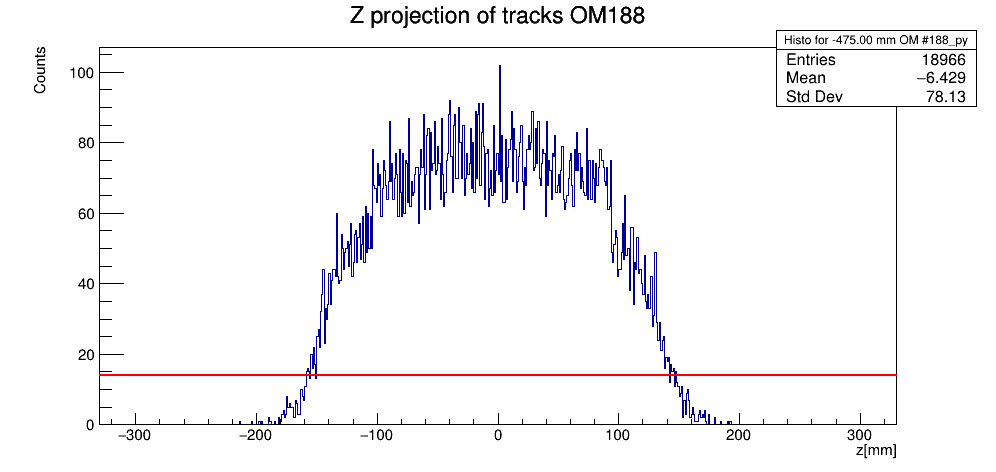 Z projection of tracks OM188
Histo for -475.00 mm OM #188_py
Entries 18966
Mean −6.429
Std Dev 78.13
Counts
100
80
60
40
20
0
−300 −200 −100 0 100 200 300
z[mm]